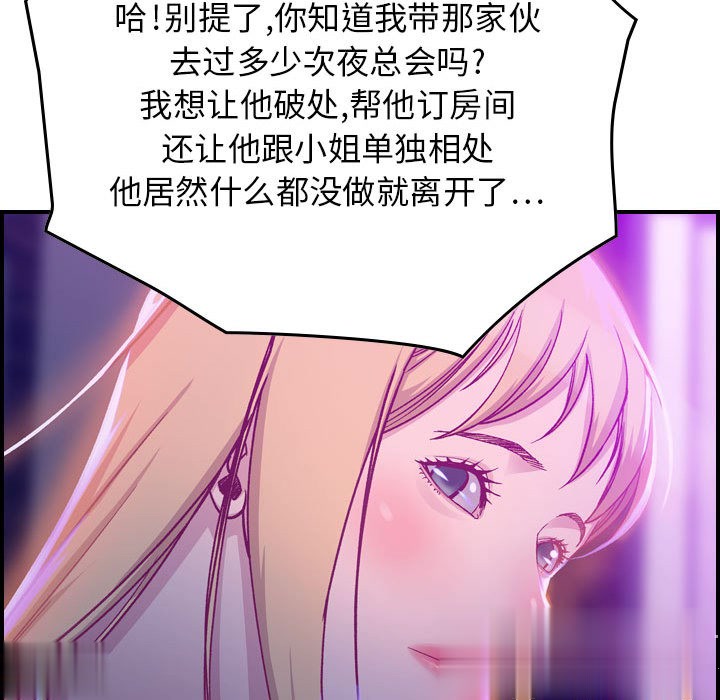 哈!别提了,你知道我带那家伙
去过多少次夜总会吗?
我想让他破处,帮他订房间
还让他跟小姐单独相处
他居然什么都没做就离开了...